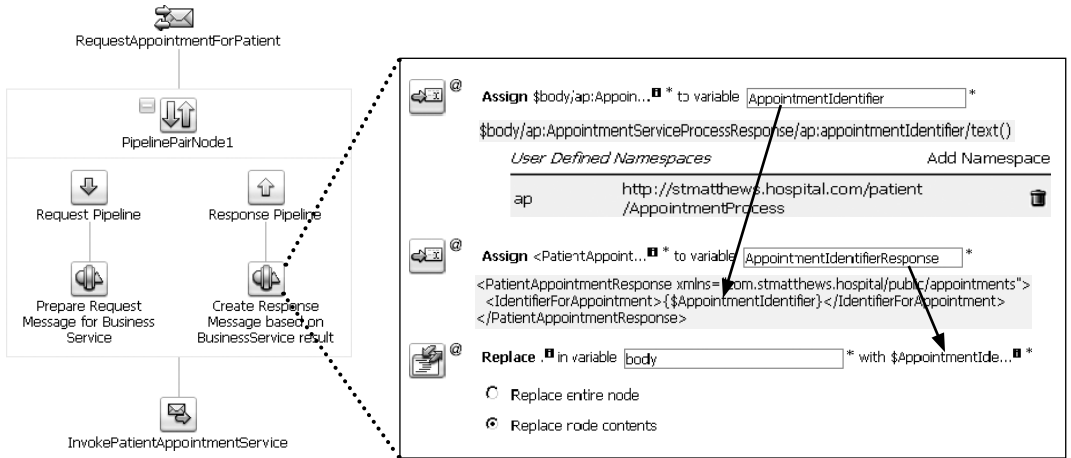 RequestAppointmentForPatient
PipelinePairNode1
Request Pipeline
Response Pipeline
Prepare Request
Message for Business
Service
Create Response
Message based on
BusinessService result
InvokePatientAppointmentService
@ Assign $body/ap:Appoin... * to variable AppointmentIdentifier *
$body/ap:AppointmentServiceProcessResponse/ap:appointmentIdentifier/text()
User Defined Namespaces Add Namespace
ap http://stmatthews.hospital.com/patient
/AppointmentProcess
@ Assign <PatientAppoint... * to variable AppointmentIdentifierResponse *
<PatientAppointmentResponse xmlns="com.stmatthews.hospital/public/appointments">
<IdentifierForAppointment>{$AppointmentIdentifier}</IdentifierForAppointment>
</PatientAppointmentResponse>
@ Replace . in variable body * with $AppointmentIde... *
Replace entire node
Replace node contents